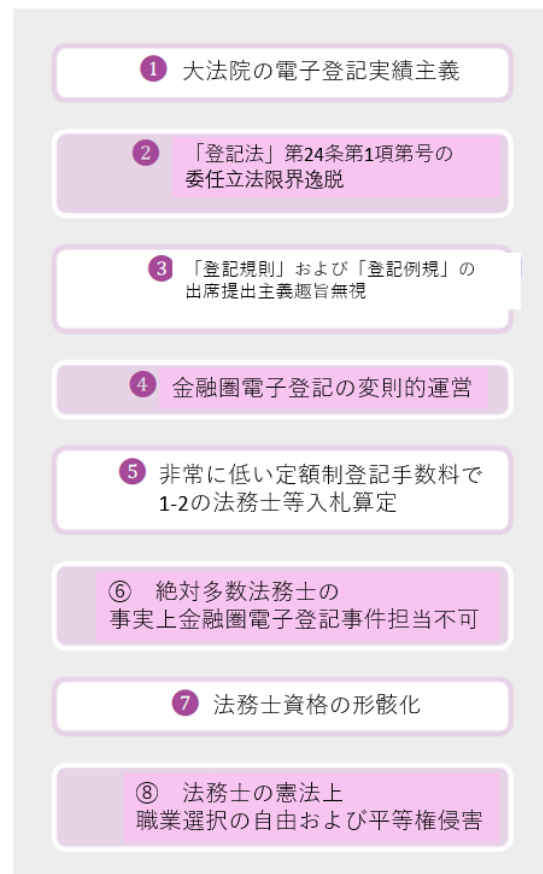 ❶ 大法院の電子登記実績主義
❷ 「登記法」第24条第1項第号の
委任立法限界逸脱
❸ 「登記規則」および「登記例規」の
出席提出主義趣旨無視
❹ 金融圏電子登記の変則的運営
❺ 非常に低い定額制登記手数料で
1-2の法務士等入札算定
⑥ 絶対多数法務士の
事実上金融圏電子登記事件担当不可
❼ 法務士資格の形骸化
⑧ 法務士の憲法上
職業選択の自由および平等権侵害